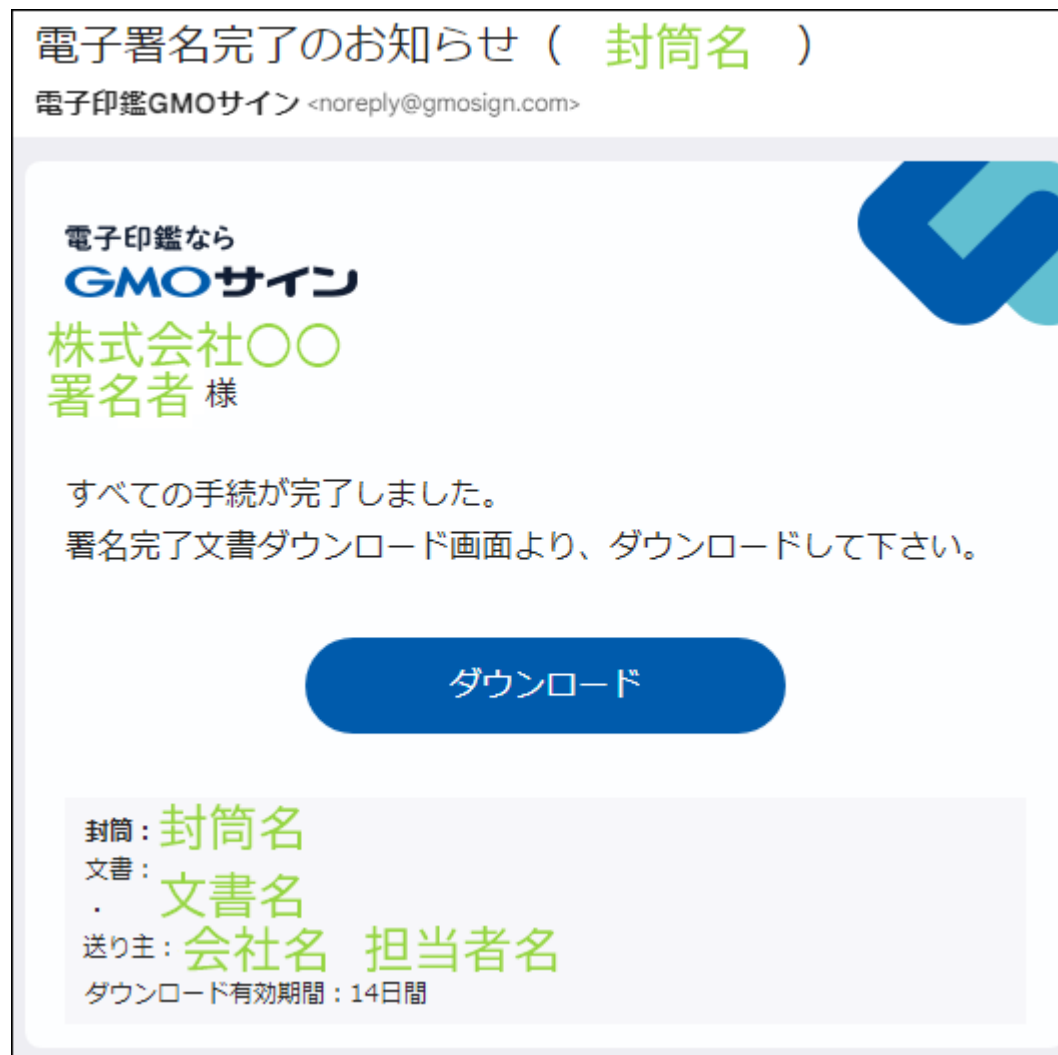 電子署名完了のお知らせ（ 封筒名 ）
電子印鑑GMOサイン <noreply@gmosign.com>
電子印鑑なら
GMOサイン
株式会社〇〇
署名者 様
すべての手続が完了しました。
署名完了文書ダウンロード画面より、ダウンロードして下さい。
ダウンロード
封筒：封筒名
文書：
・ 文書名
送り主：会社名 担当者名
ダウンロード有効期間：14日間